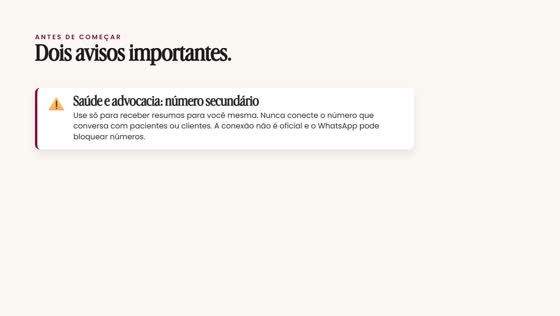 ANTES DE COMEÇAR
Dois avisos importantes.
Saúde e advocacia: número secundário
Use só para receber resumos para você mesma. Nunca conecte o número que
conversa com pacientes ou clientes. A conexão não é oficial e o WhatsApp pode
bloquear números.